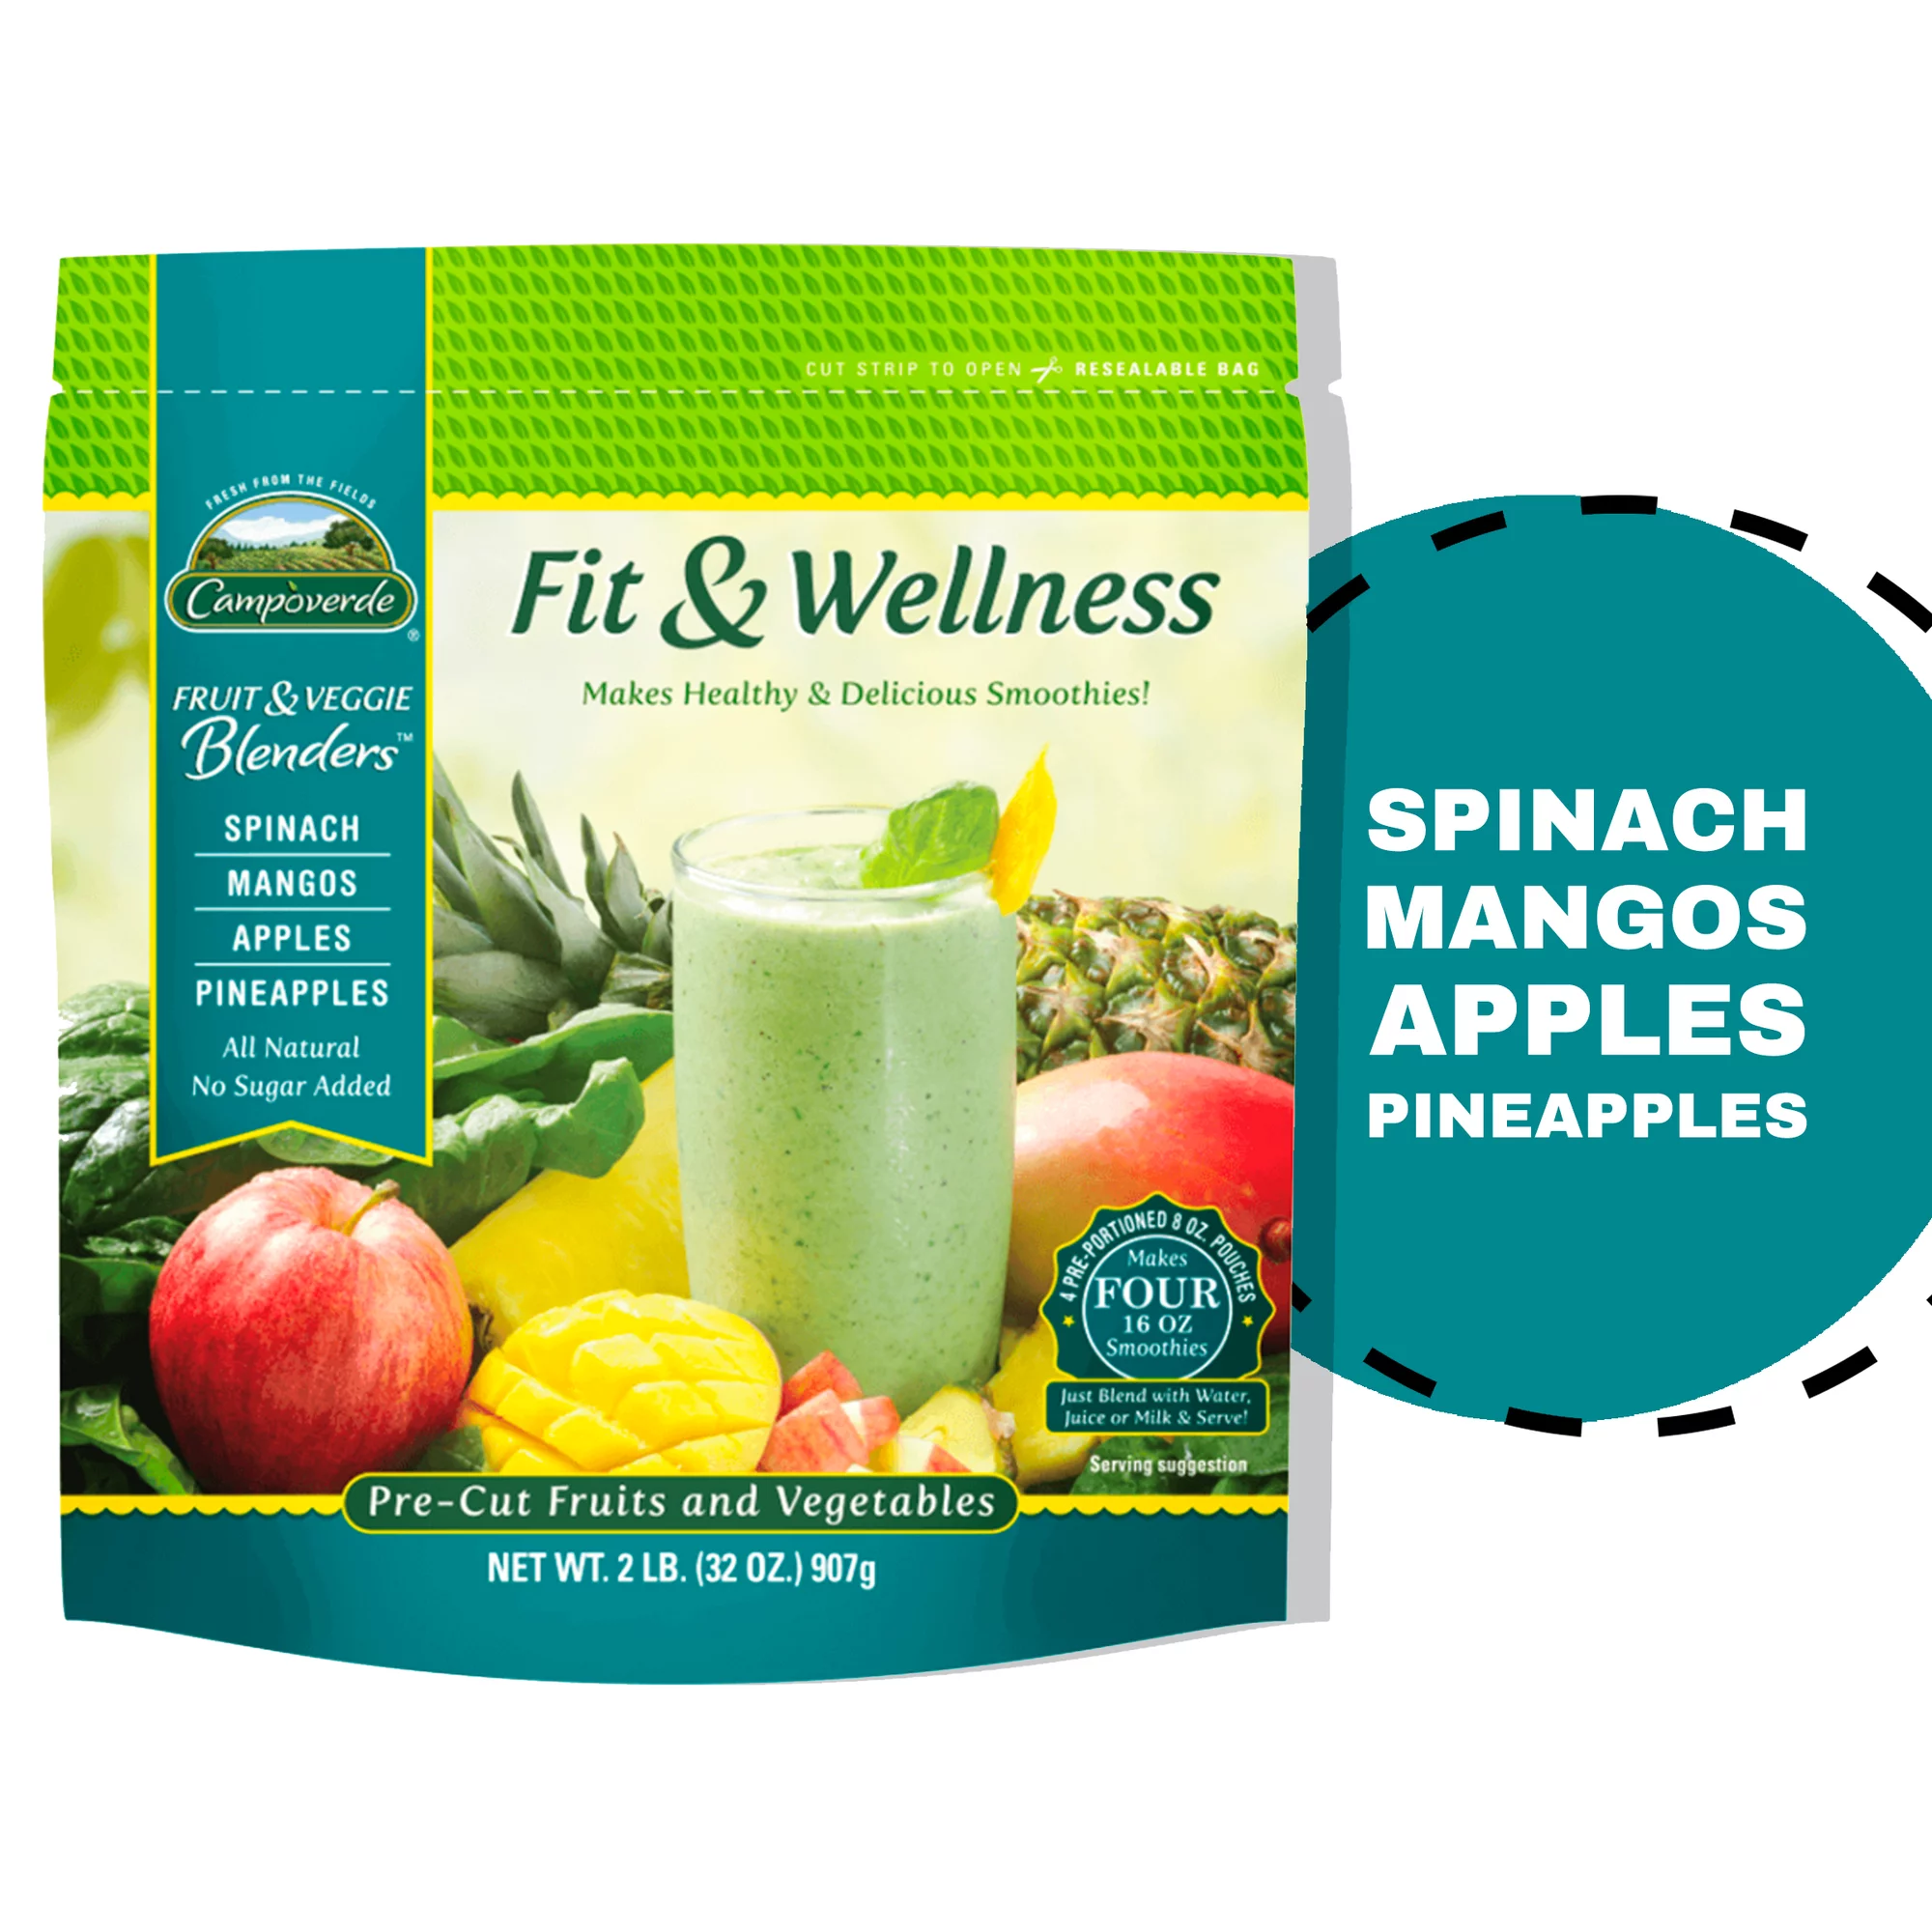 CUT STRIP TO OPEN RESEALABLE BAG
FRESH FROM THE FIELDS
Campoverde®
FRUIT & VEGGIE
Blenders™
SPINACH
MANGOS
APPLES
PINEAPPLES
All Natural
No Sugar Added
Fit & Wellness
Makes Healthy & Delicious Smoothies!
4 PRE-PORTIONED 8 OZ. POUCHES
Makes
FOUR
16 OZ
Smoothies
Just Blend with Water,
Juice or Milk & Serve!
Serving suggestion
Pre-Cut Fruits and Vegetables
NET WT. 2 LB. (32 OZ.) 907g
SPINACH
MANGOS
APPLES
PINEAPPLES